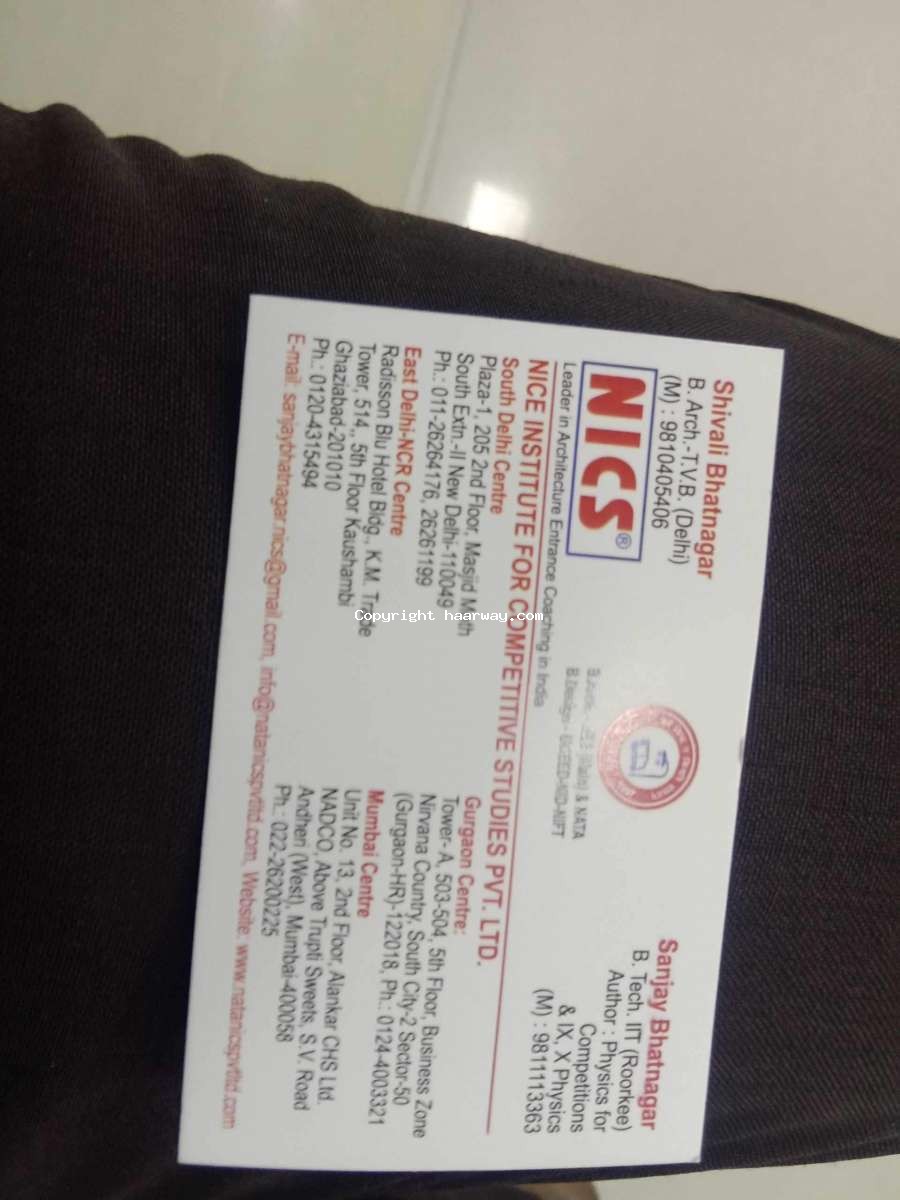 Shivali Bhatnagar
B. Arch.-T.V.B. (Delhi)
(M) : 9810405406
Sanjay Bhatnagar
B. Tech. IIT (Roorkee)
Author : Physics for
Competitions
& IX, X Physics
(M) : 9811113363
NICS®
Leader in Architecture Entrance Coaching in India
B.Arch. - JEE (Main) & NATA
B.Design - UCEED-NID-NIFT
NICE INSTITUTE FOR COMPETITIVE STUDIES PVT. LTD.
South Delhi Centre
Plaza-1, 205 2nd Floor, Masjid Moth
South Extn.-II New Delhi-110049
Ph.: 011-26264176, 26261199
East Delhi-NCR Centre
Radisson Blu Hotel Bldg., K.M. Trade
Tower, 514,, 5th Floor Kaushambi
Ghaziabad-201010
Ph.: 0120-4315494
Gurgaon Centre:
Tower- A, 503-504, 5th Floor, Business Zone
Nirvana Country, South City-2 Sector-50
(Gurgaon-HR)-122018, Ph.: 0124-4003321
Mumbai Centre
Unit No. 13, 2nd Floor, Alankar CHS Ltd.
NADCO, Above Trupti Sweets, S.V. Road
Andheri (West), Mumbai-400058
Ph.: 022-26200225
E-mail: sanjaybhatnagar.nics@gmail.com, info@natanicspvtltd.com, Website: www.natanicspvtltd.com
Copyright haarway.com